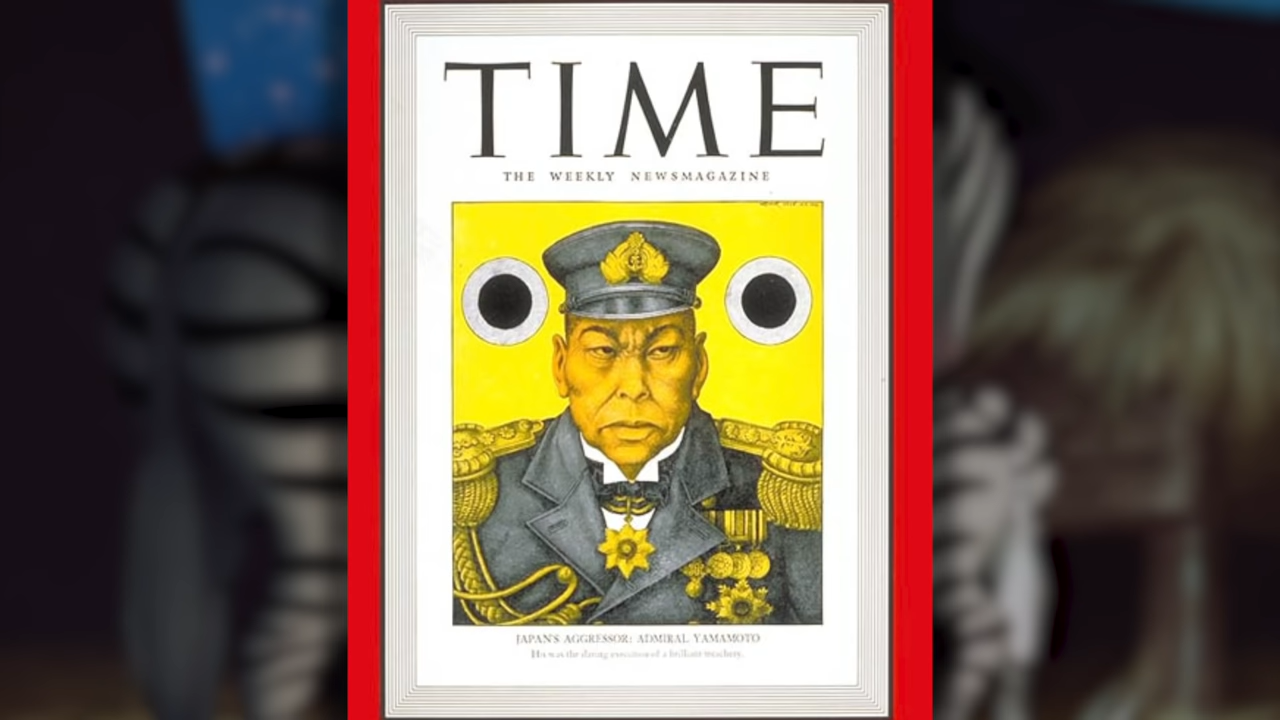 TIME
THE WEEKLY NEWSMAGAZINE
JAPAN'S AGGRESSOR: ADMIRAL YAMAMOTO
His was the daring execution of a brilliant treachery.